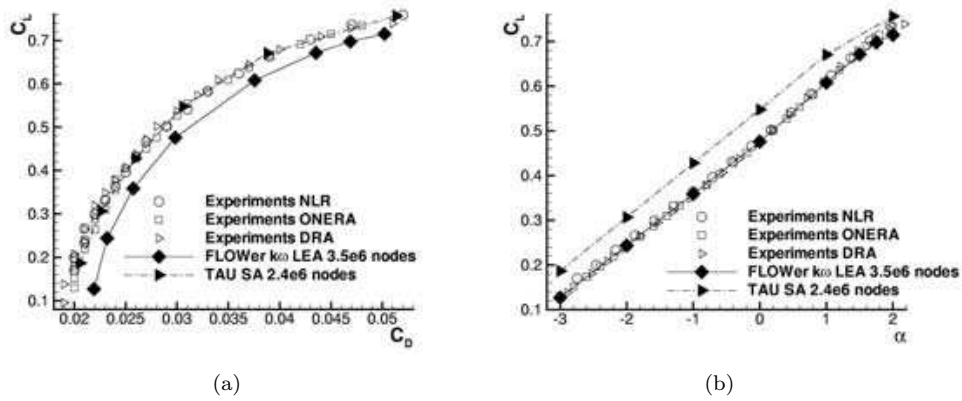 C_L
0.7
0.6
0.5
0.4
0.3
0.2
0.1
0.02
0.025
0.03
0.035
0.04
0.045
0.05
C_D
Experiments NLR
Experiments ONERA
Experiments DRA
FLOWer kω LEA 3.5e6 nodes
TAU SA 2.4e6 nodes
(a)
C_L
0.7
0.6
0.5
0.4
0.3
0.2
0.1
-3
-2
-1
0
1
2
α
Experiments NLR
Experiments ONERA
Experiments DRA
FLOWer kω LEA 3.5e6 nodes
TAU SA 2.4e6 nodes
(b)